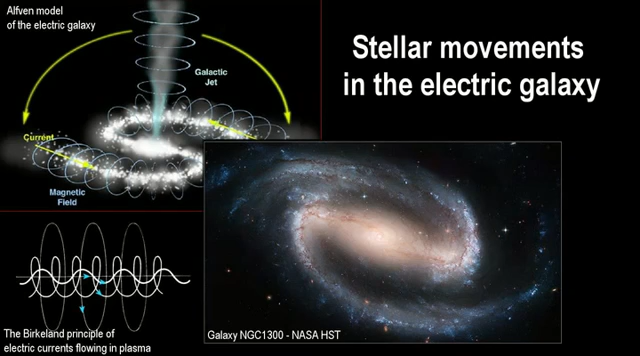 Alfven model
of the electric galaxy
Stellar movements
in the electric galaxy
Galactic
Jet
Current
Magnetic
Field
Galaxy NGC1300 - NASA HST
The Birkeland principle of
electric currents flowing in plasma